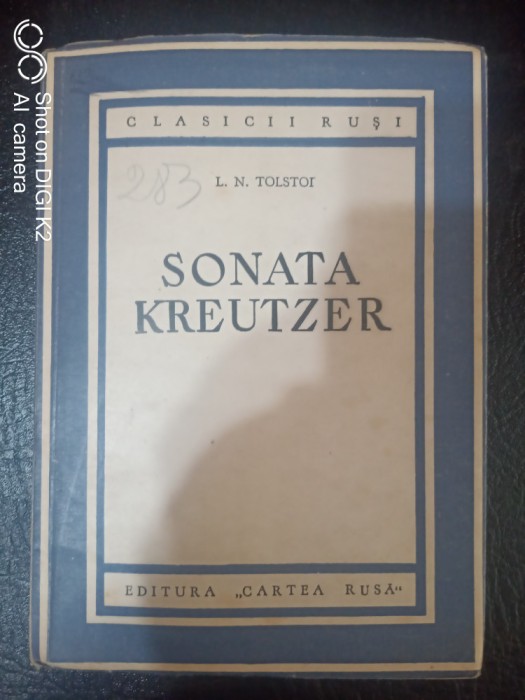 CLASICII RUȘI
283
L. N. TOLSTOI
SONATA
KREUTZER
EDITURA „CARTEA RUSĂ“
Shot on DIGI K2
AI camera